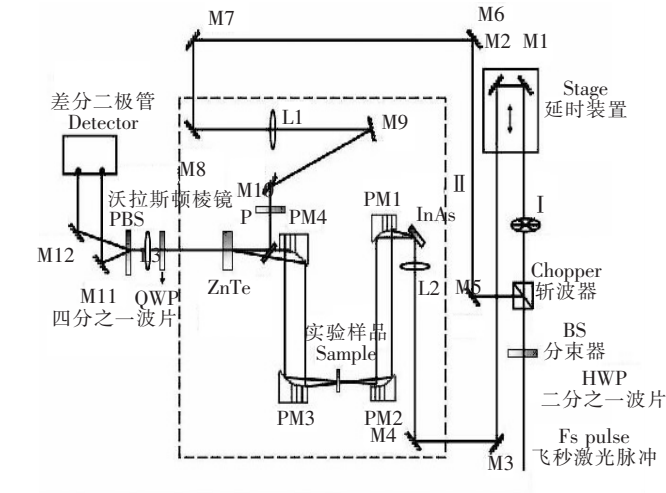 M7
M6
M2 M1
Stage
延时装置
差分二极管
Detector
L1
M9
M8
沃拉斯顿棱镜
PBS
M1
P
PM4
PM1
InAs
II
I
M12
L3
M11
QWP
四分之一波片
ZnTe
L2
M5
Chopper
斩波器
实验样品
Sample
BS
分束器
PM3
PM2
M4
HWP
二分之一波片
M3
Fs pulse
飞秒激光脉冲